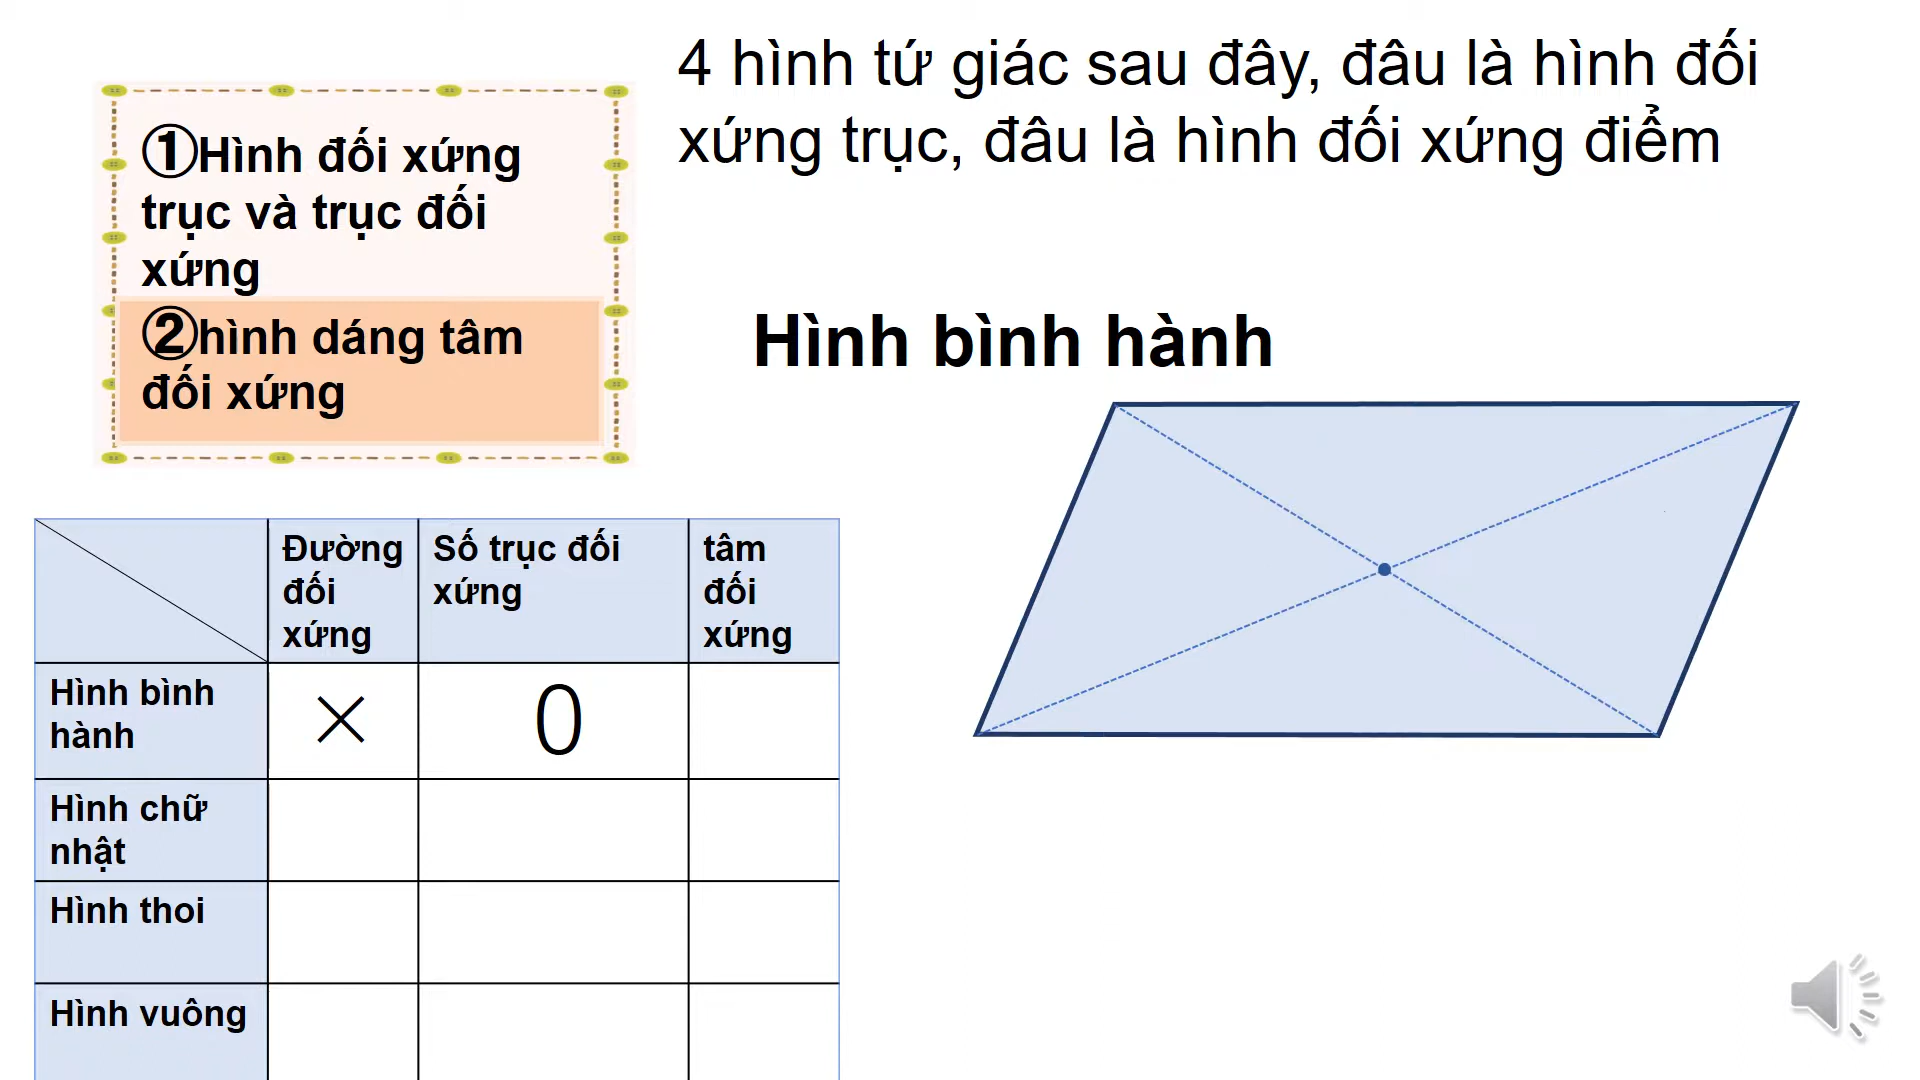 4 hình tứ giác sau đây, đâu là hình đối
xứng trục, đâu là hình đối xứng điểm
①Hình đối xứng
trục và trục đối
xứng
②hình dáng tâm
đối xứng
Hình bình hành
Đường
đối
xứng
Số trục đối
xứng
tâm
đối
xứng
Hình bình
hành
×
0
Hình chữ
nhật
Hình thoi
Hình vuông